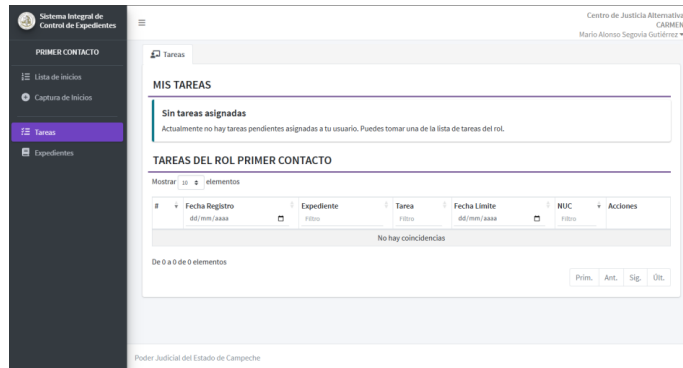 Sistema Integral de
Control de Expedientes
Centro de Justicia Alternativa
CARMEN
Mario Alonso Segovia Gutiérrez
PRIMER CONTACTO
Lista de inicios
Captura de Inicios
Tareas
Expedientes
Tareas
MIS TAREAS
Sin tareas asignadas
Actualmente no hay tareas pendientes asignadas a tu usuario. Puedes tomar una de la lista de tareas del rol.
TAREAS DEL ROL PRIMER CONTACTO
Mostrar 10 elementos
# Fecha Registro Expediente Tarea Fecha Límite NUC Acciones
dd/mm/aaaa Filtro Filtro dd/mm/aaaa Filtro
No hay coincidencias
De 0 a 0 de 0 elementos
Prim. Ant. Sig. Últ.
Poder Judicial del Estado de Campeche